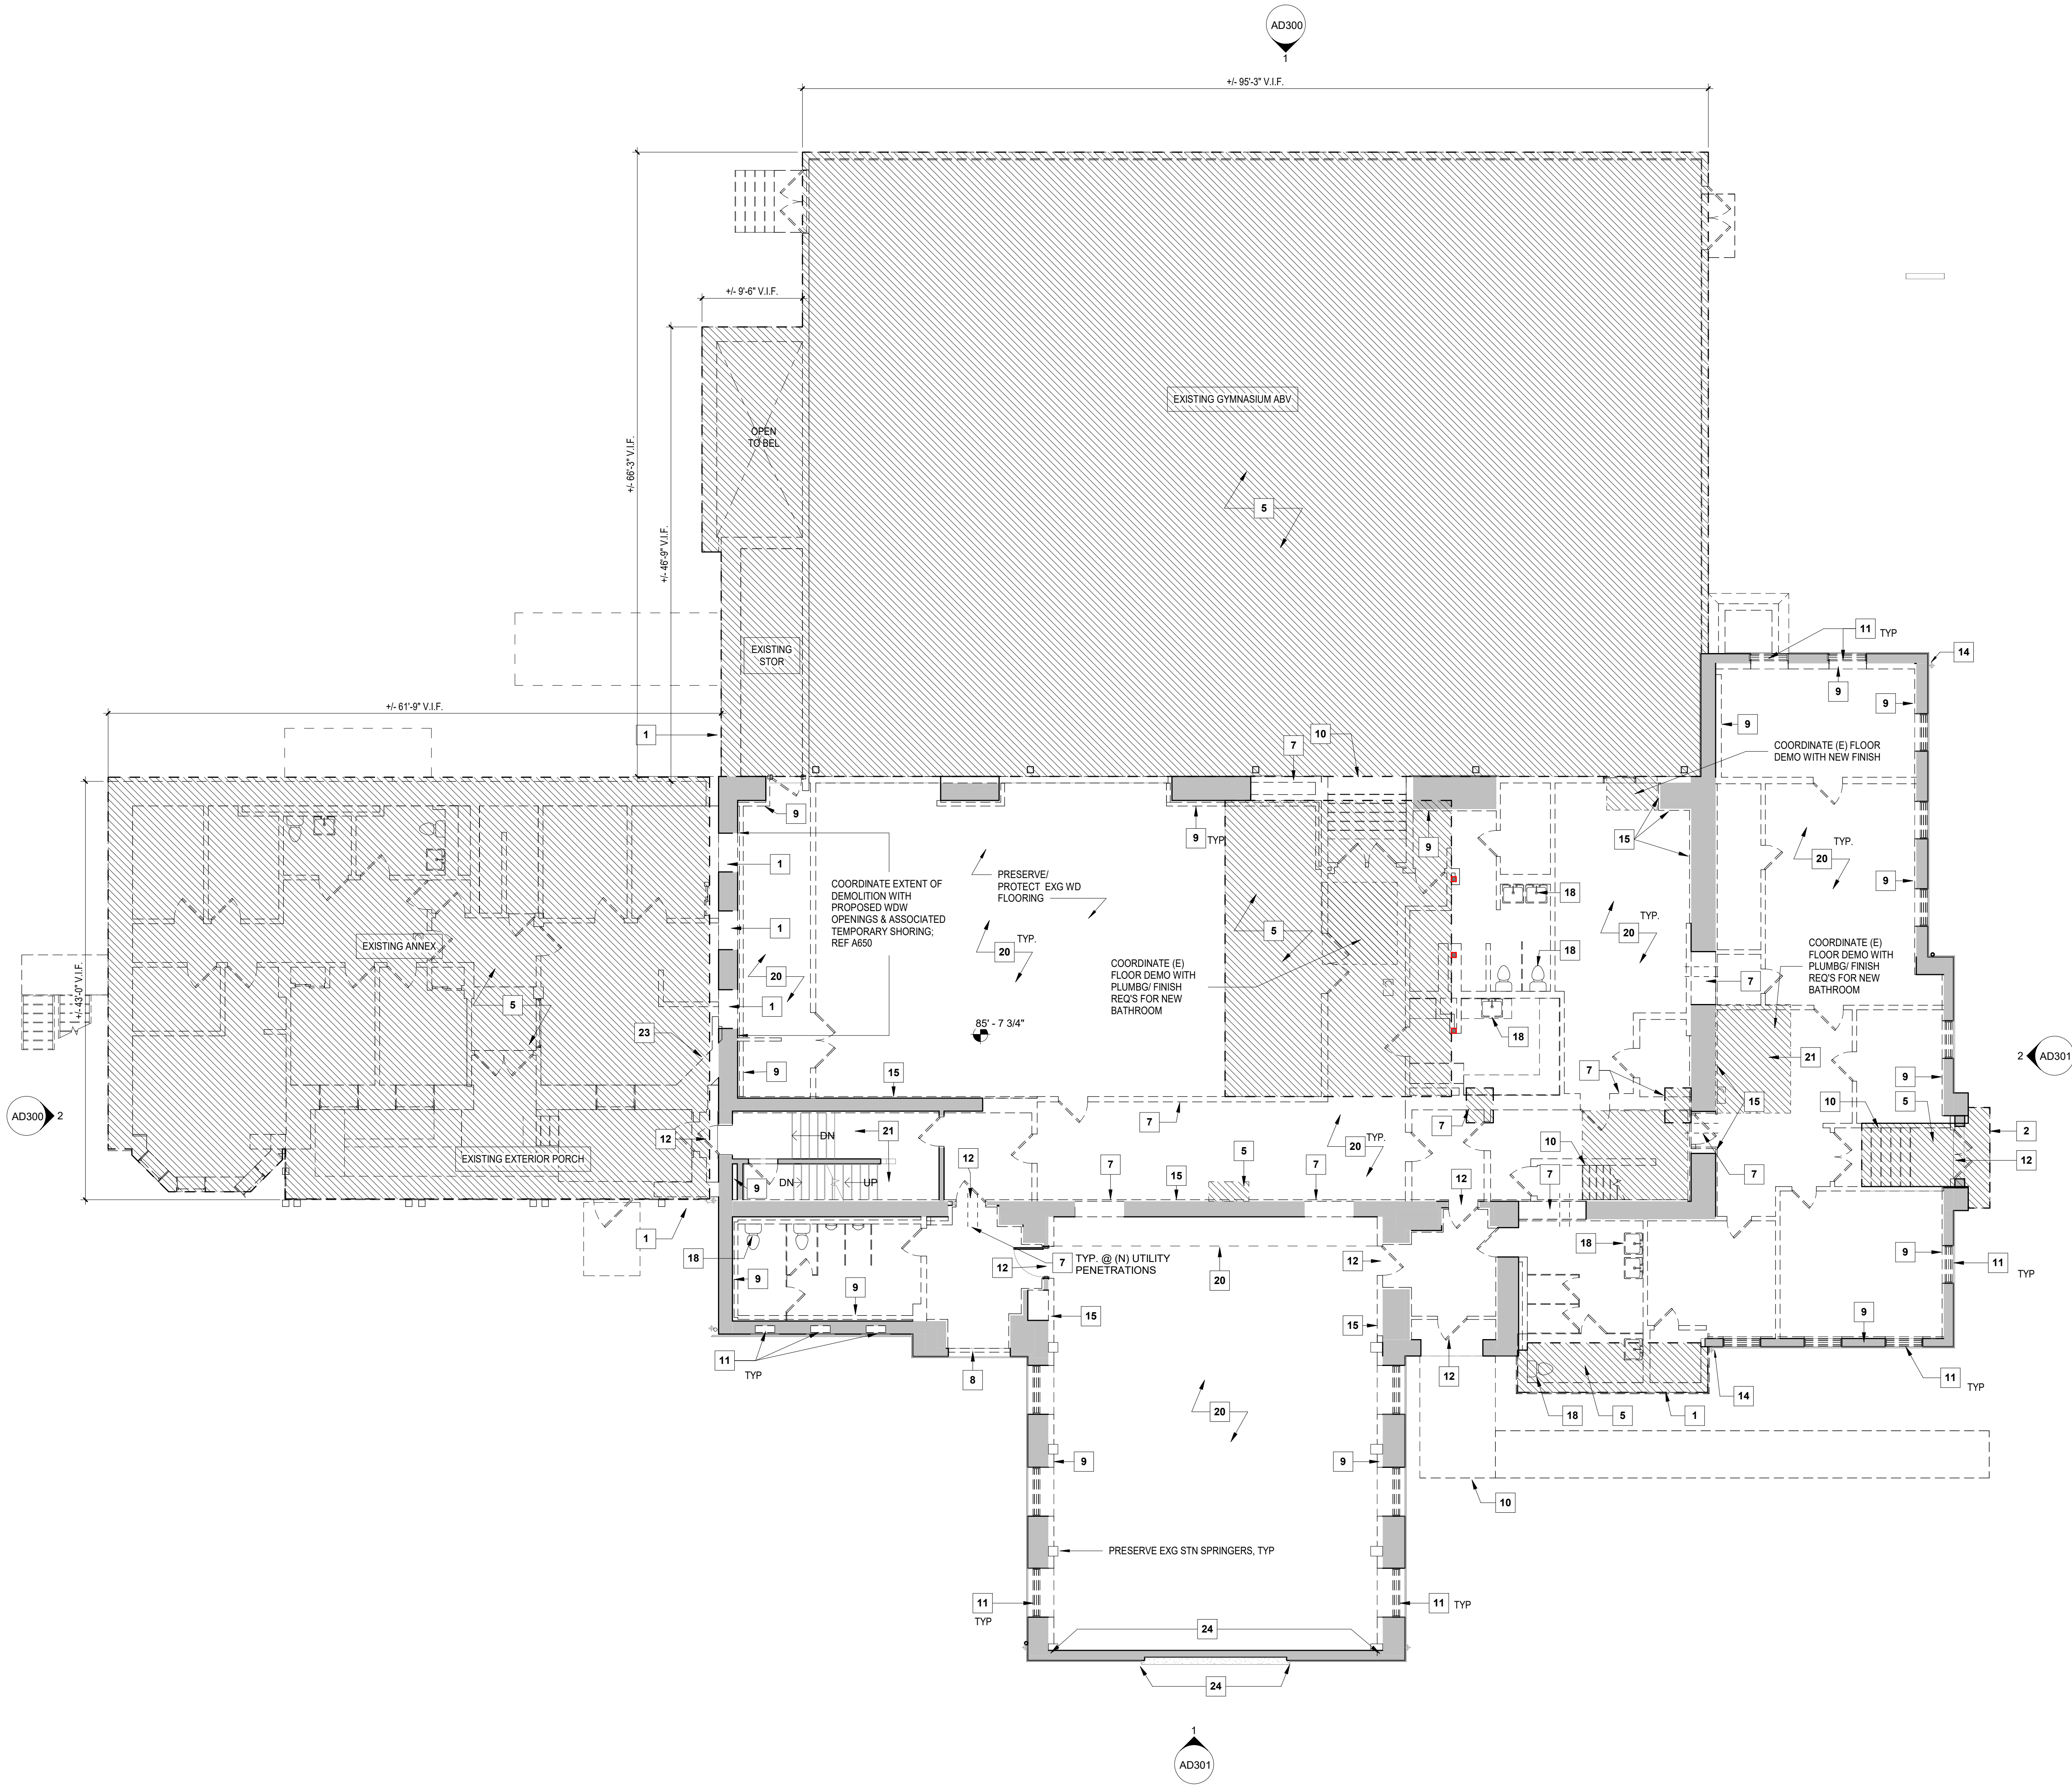 AD300
1
+/- 95'-3" V.I.F.
+/- 9'-6" V.I.F.
+/- 66'-3" V.I.F.
+/- 46'-9" V.I.F.
EXISTING GYMNASIUM ABV
OPEN
TO BEL
5
EXISTING
STOR
11 TYP
14
9
9
9
+/- 61'-9" V.I.F.
1
7
10
COORDINATE (E) FLOOR
DEMO WITH NEW FINISH
9
9
TYP
9
15
TYP.
20
9
1
COORDINATE EXTENT OF
DEMOLITION WITH
PROPOSED WDW
OPENINGS & ASSOCIATED
TEMPORARY SHORING;
REF A650
PRESERVE/
PROTECT EXG WD
FLOORING
18
1
5
TYP.
20
TYP.
20
EXISTING ANNEX
18
COORDINATE (E)
FLOOR DEMO WITH
PLUMBG/ FINISH
REQ'S FOR NEW
BATHROOM
COORDINATE (E)
FLOOR DEMO WITH
PLUMBG/ FINISH
REQ'S FOR NEW
BATHROOM
20
7
+/- 43'-0" V.I.F.
5
1
85' - 7 3/4"
23
18
21
2
AD301
9
15
7
9
15
10
5
AD300
2
7
7
2
12
DN
21
TYP.
20
10
12
EXISTING EXTERIOR PORCH
12
7
15
5
7
7
7
DN
UP
9
12
1
18
7 TYP. @ (N) UTILITY
PENETRATIONS
12
12
18
9
11
TYP
9
9
20
15
15
9
11
TYP
8
12
11
TYP
14
20
18
5
1
9
9
10
PRESERVE EXG STN SPRINGERS, TYP
11
TYP
11 TYP
24
24
1
AD301